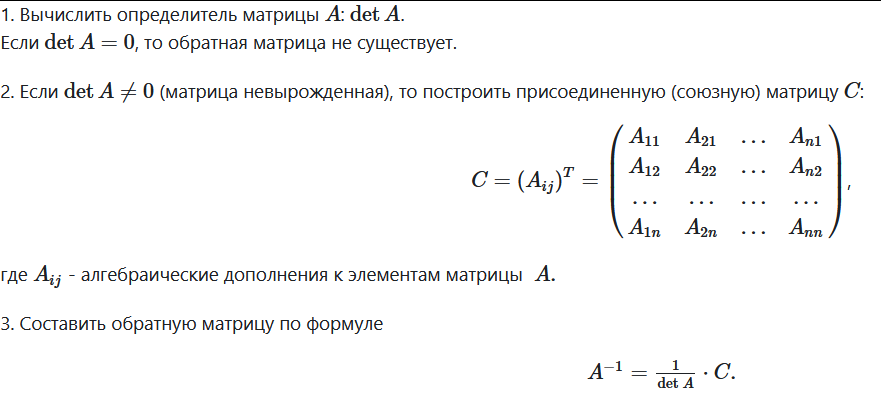 1. Вычислить определитель матрицы A: det A.
Если det A = 0, то обратная матрица не существует.
2. Если det A ≠ 0 (матрица невырожденная), то построить присоединенную (союзную) матрицу C:
C = (A_{ij})^T = \begin{pmatrix} A_{11} & A_{21} & \dots & A_{n1} \\ A_{12} & A_{22} & \dots & A_{n2} \\ \dots & \dots & \dots & \dots \\ A_{1n} & A_{2n} & \dots & A_{nn} \end{pmatrix},
где A_{ij} - алгебраические дополнения к элементам матрицы A.
3. Составить обратную матрицу по формуле
A^{-1} = \frac{1}{\det A} · C.